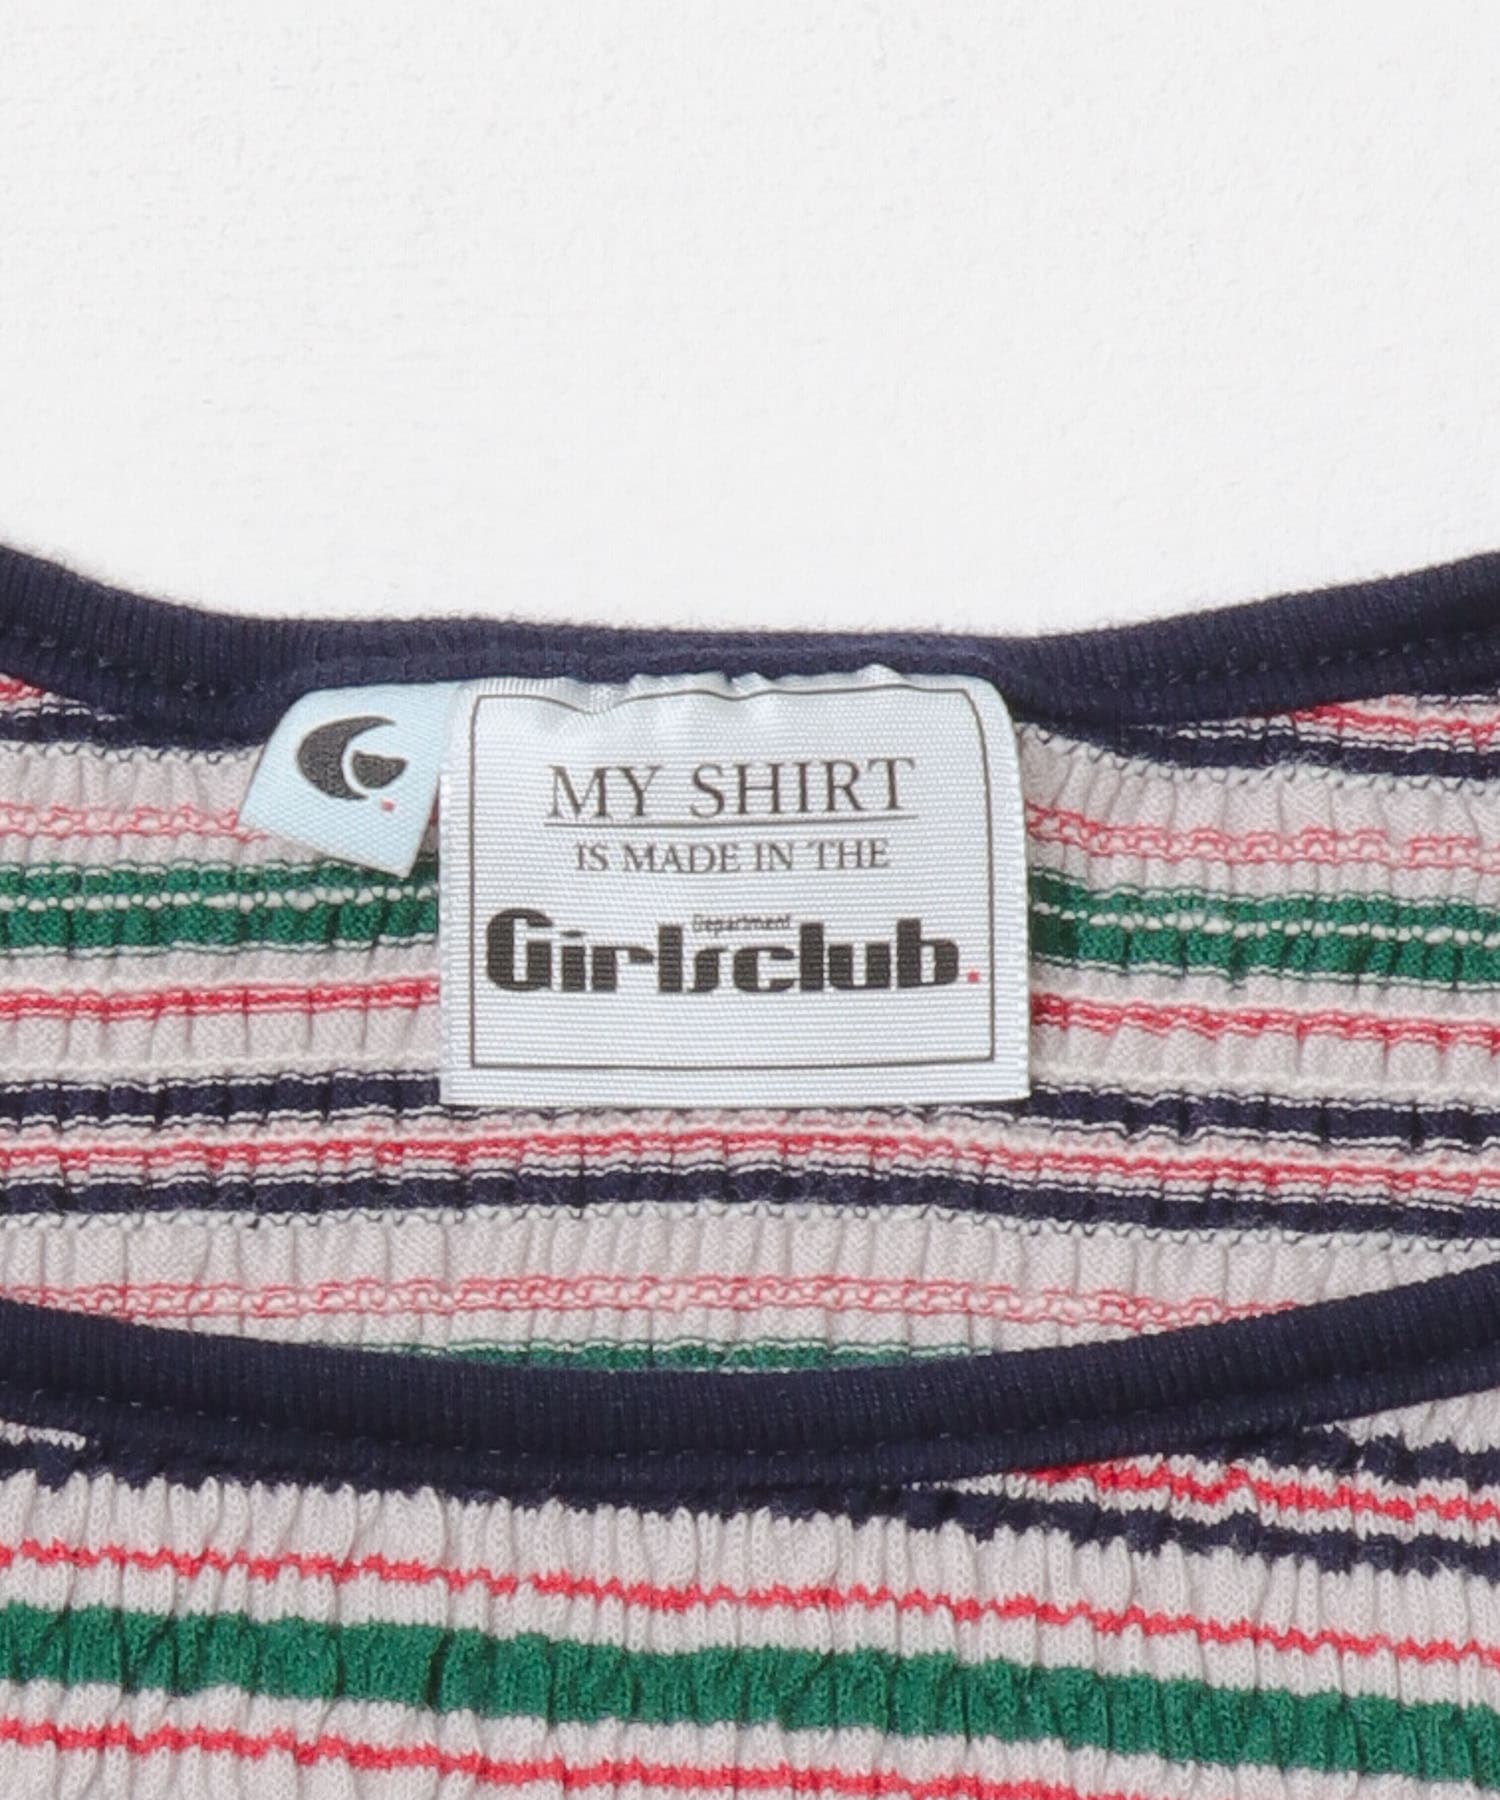 MY SHIRT
IS MADE IN THE
Department
Girlsclub.